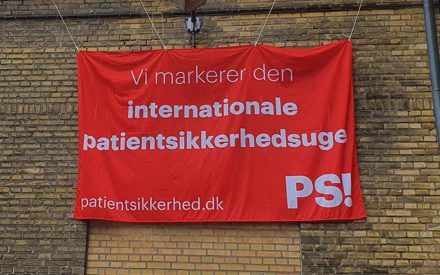 Vi markerer den
internationale
patientsikkerhedsuge
PS!
patientsikkerhed.dk